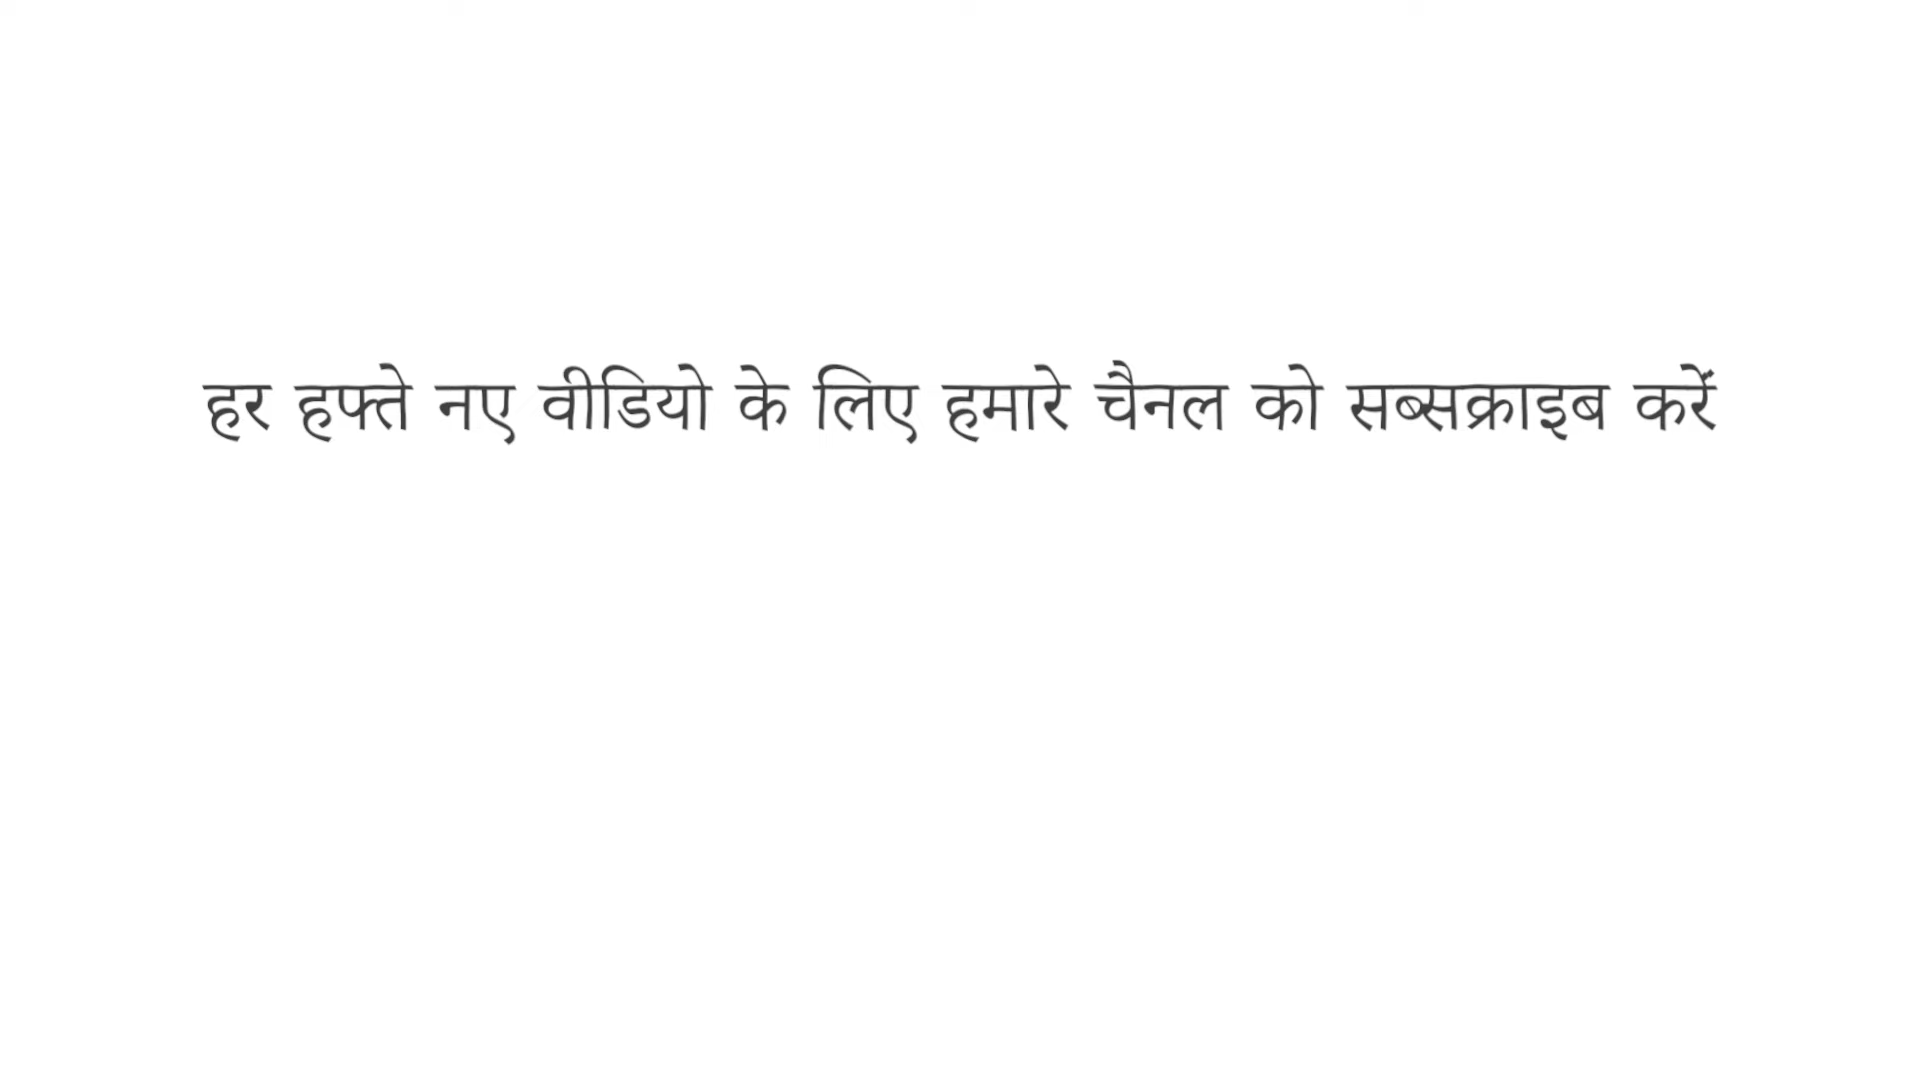 हर हफ्ते नए वीडियो के लिए हमारे चैनल को सब्सक्राइब करें